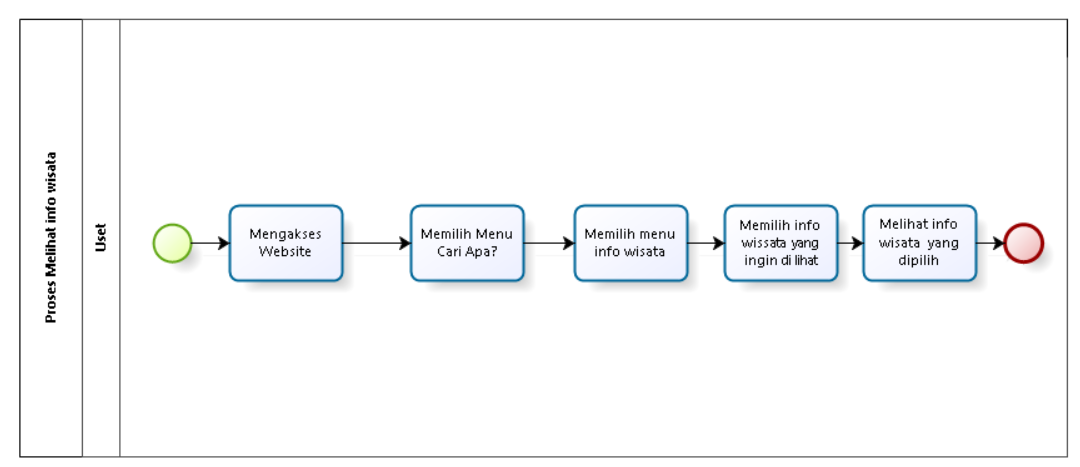 Proses Melihat info wisata
Uset
Mengakses
Website
Memilih Menu
Cari Apa?
Memilih menu
info wisata
Memilih info
wissata yang
ingin di lihat
Melihat info
wisata yang
dipilih